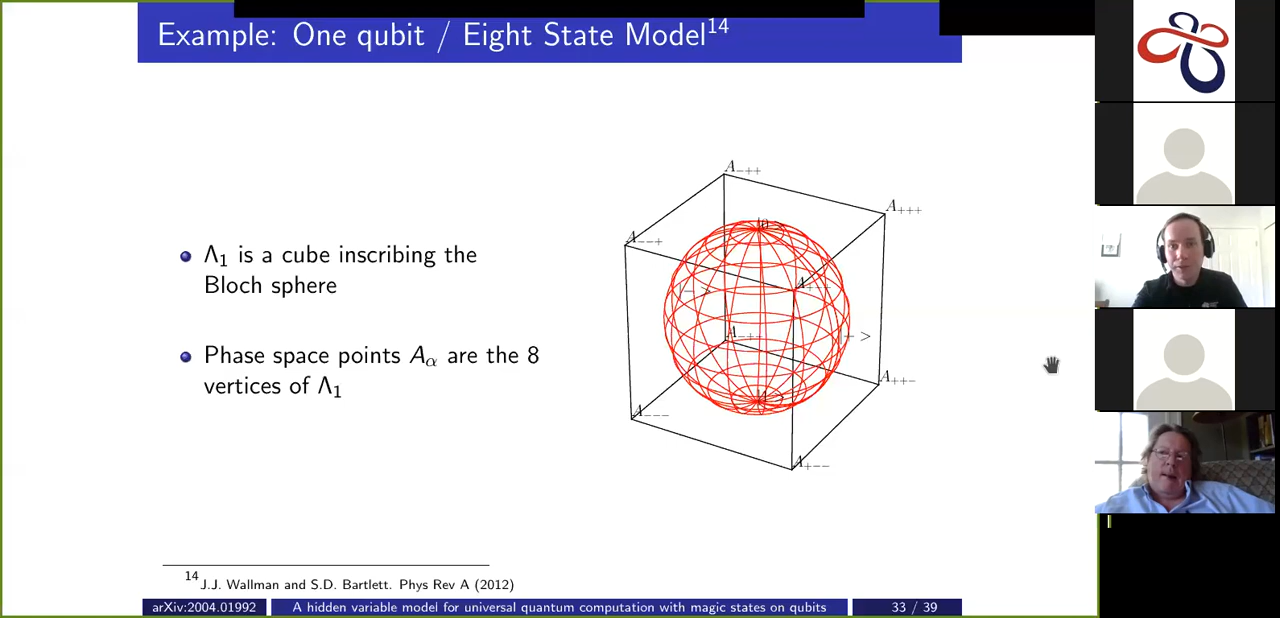 Example: One qubit / Eight State Model14
Λ1 is a cube inscribing the
Bloch sphere
Phase space points Aα are the 8
vertices of Λ1
A−++
A+++
A−−+
A++−
A−−−
A+−−
14 J.J. Wallman and S.D. Bartlett. Phys Rev A (2012)
arXiv:2004.01992
A hidden variable model for universal quantum computation with magic states on qubits
33 / 39